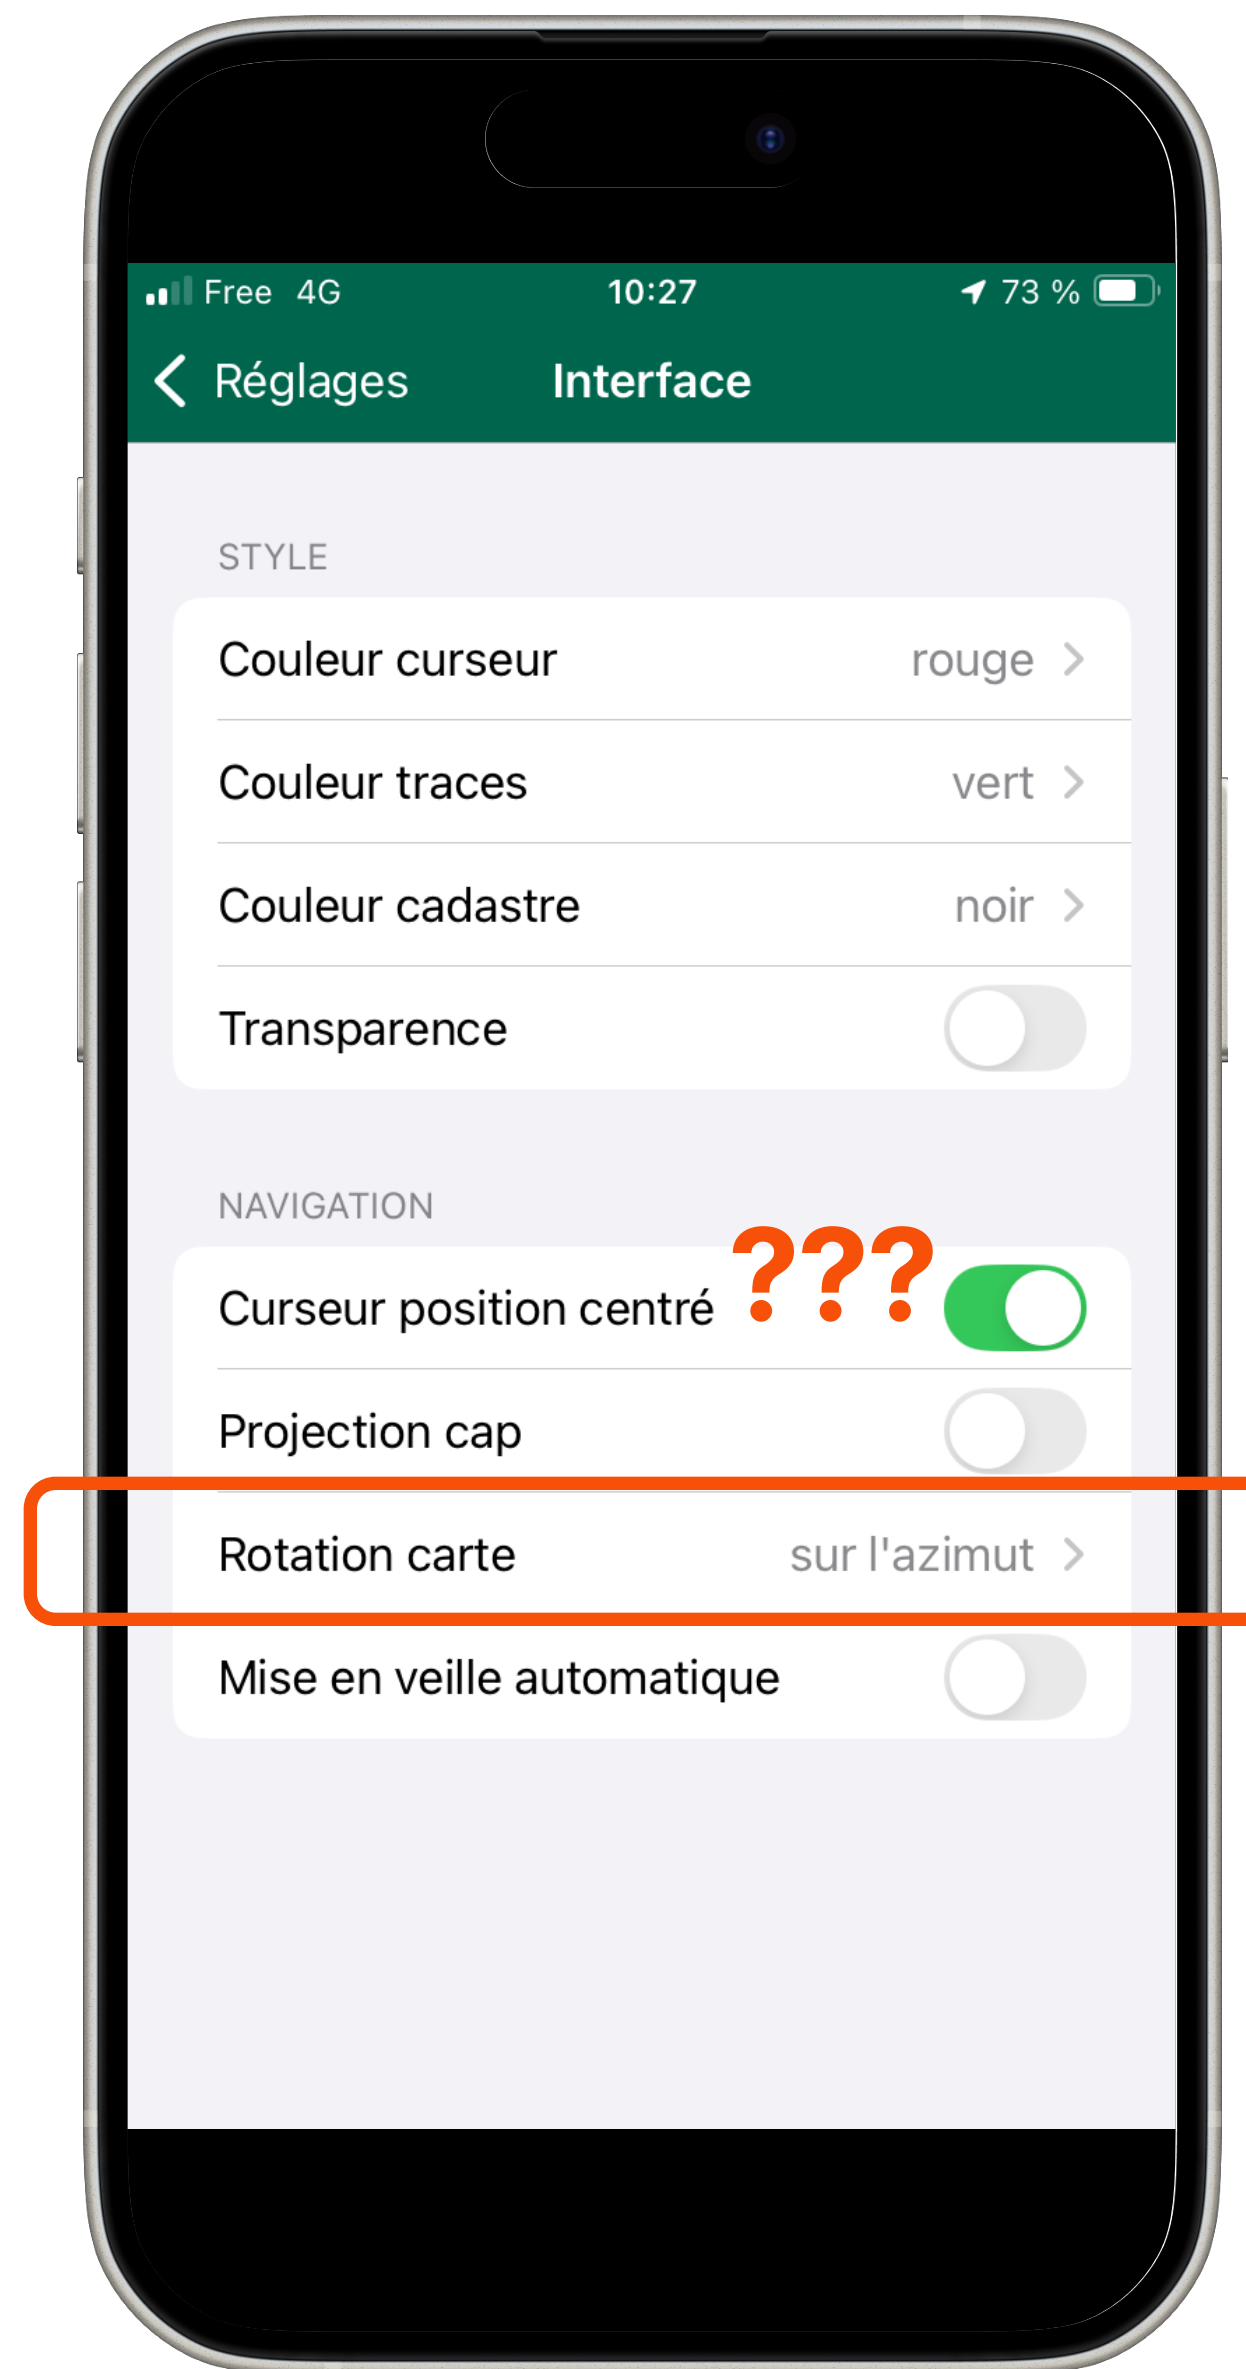 Free 4G 10:27 73 %
Réglages Interface
STYLE
Couleur curseur rouge
Couleur traces vert
Couleur cadastre noir
Transparence
NAVIGATION
Curseur position centré ???
Projection cap
Rotation carte sur l'azimut
Mise en veille automatique